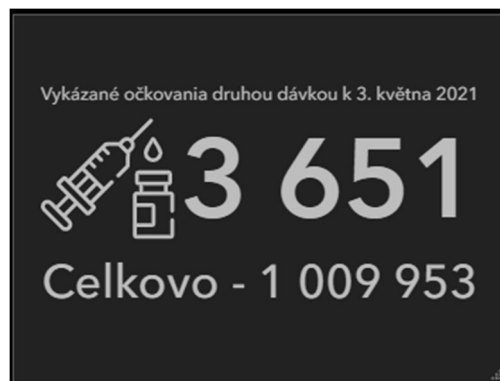 Vykázané očkovania druhou dávkou k 3. května 2021
3 651
Celkovo - 1 009 953